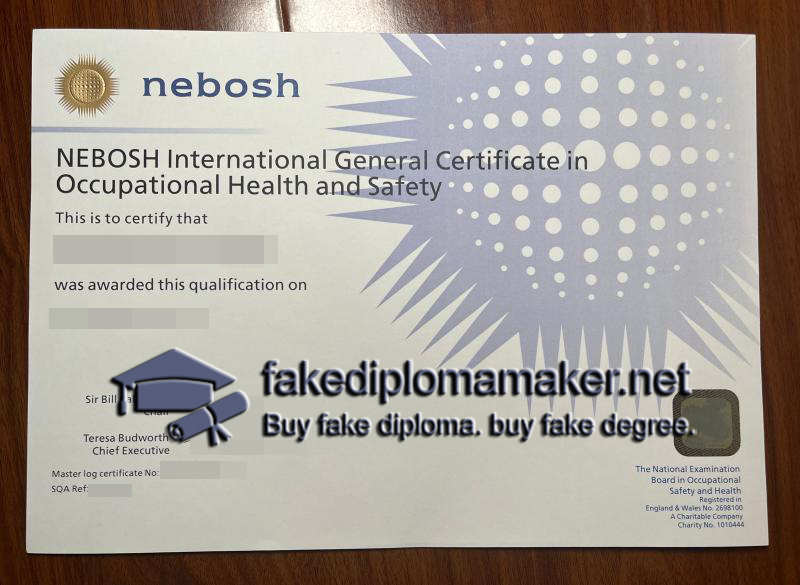 nebosh
NEBOSH International General Certificate in
Occupational Health and Safety
This is to certify that
was awarded this qualification on
fakediplomamaker.net
Buy fake diploma. buy fake degree.
Sir Bill
Chair
Teresa Budworth
Chief Executive
Master log certificate No:
SQA Ref:
The National Examination
Board in Occupational
Safety and Health
Registered in
England & Wales No. 2698100
A Charitable Company
Charity No. 1010444